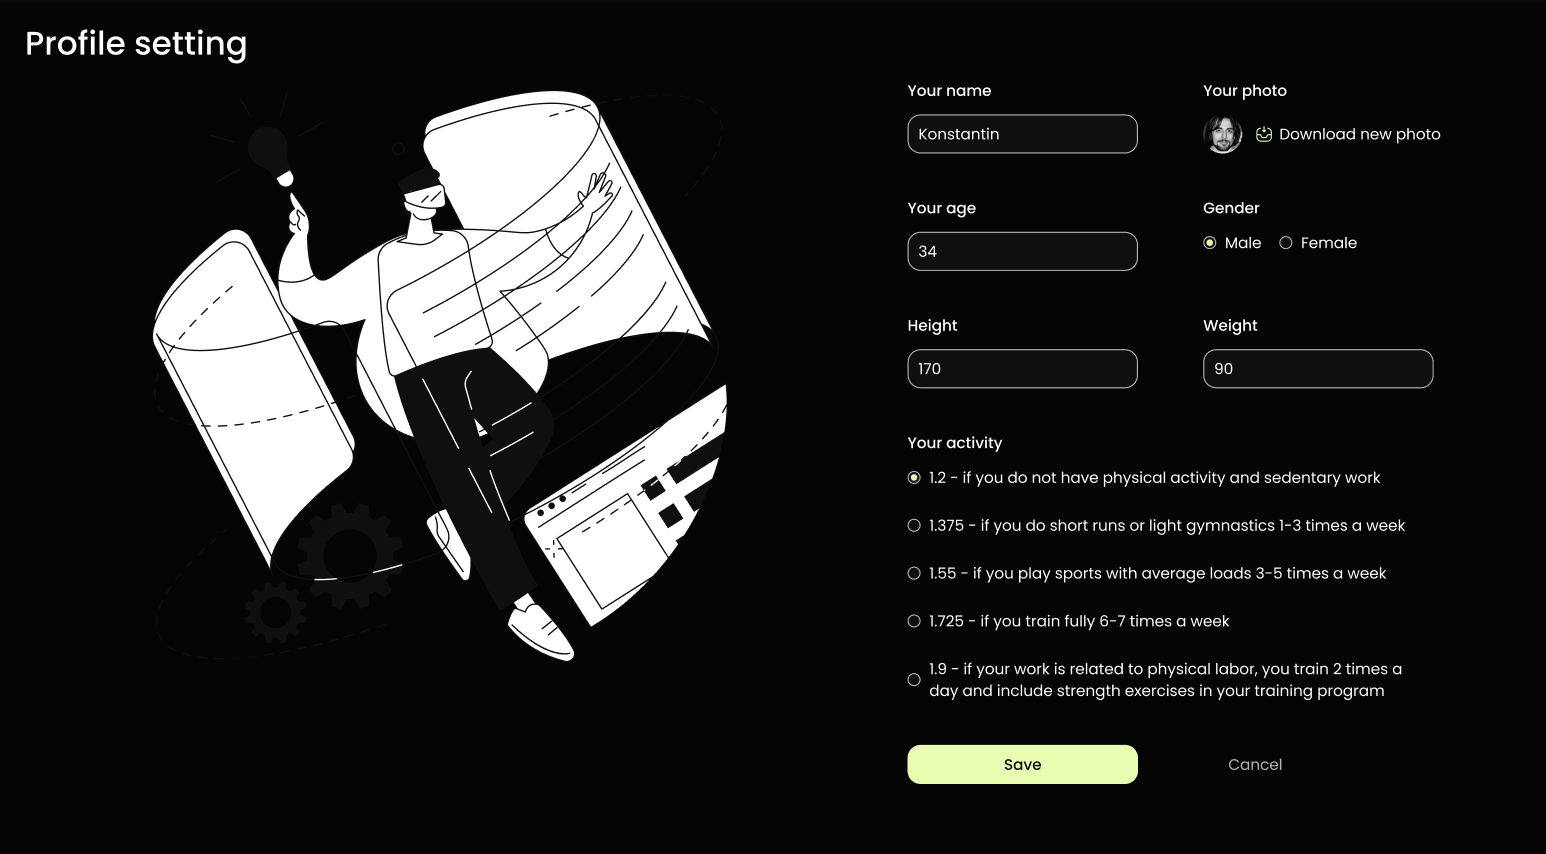 Profile setting
Your name
Your photo
Konstantin
Download new photo
Your age
Gender
34
Male
Female
Height
Weight
170
90
Your activity
1.2 - if you do not have physical activity and sedentary work
1.375 - if you do short runs or light gymnastics 1-3 times a week
1.55 - if you play sports with average loads 3-5 times a week
1.725 - if you train fully 6-7 times a week
1.9 - if your work is related to physical labor, you train 2 times a
day and include strength exercises in your training program
Save
Cancel